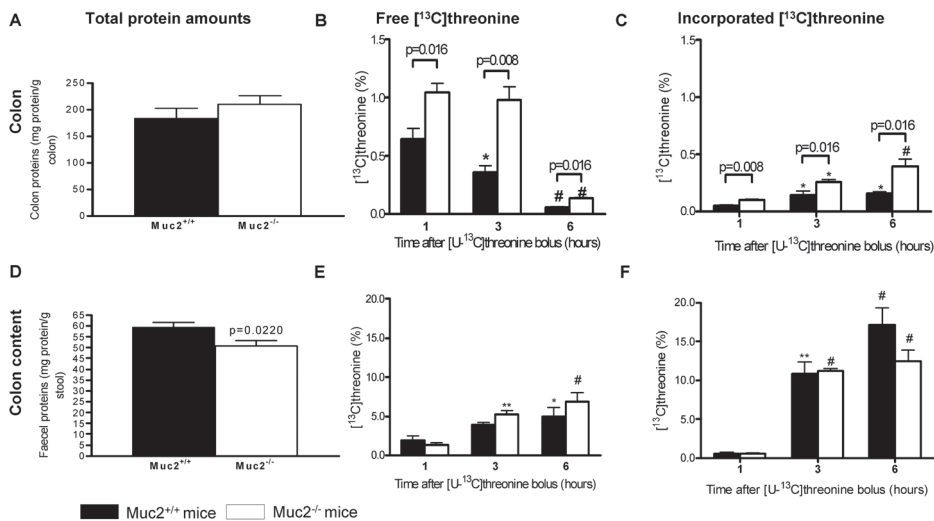 A
Total protein amounts
B
Free [¹³C]threonine
C
Incorporated [¹³C]threonine
Colon
Colon proteins (mg protein/g
colon)
250
200
150
100
50
0
Muc2+/+
Muc2-/-
[¹³C]threonine (%)
1.5
1.0
0.5
0.0
p=0.016
p=0.008
*
p=0.016
#
#
1
3
6
Time after [U-¹³C]threonine bolus (hours)
[¹³C]threonine (%)
1.5
1.0
0.5
0.0
p=0.008
p=0.016
*
*
p=0.016
*
#
1
3
6
Time after [U-¹³C]threonine bolus (hours)
D
E
F
Colon content
Faecel proteins (mg protein/g
stool)
65
60
55
50
45
40
35
30
25
20
15
10
5
0
p=0.0220
Muc2+/+
Muc2-/-
[¹³C]threonine (%)
20.0
15.0
10.0
5.0
0.0
**
*
#
1
3
6
Time after [U-¹³C]threonine bolus (hours)
[¹³C]threonine (%)
20.0
15.0
10.0
5.0
0.0
**
#
#
#
1
3
6
Time after [U-¹³C]threonine bolus (hours)
Muc2+/+ mice
Muc2-/- mice